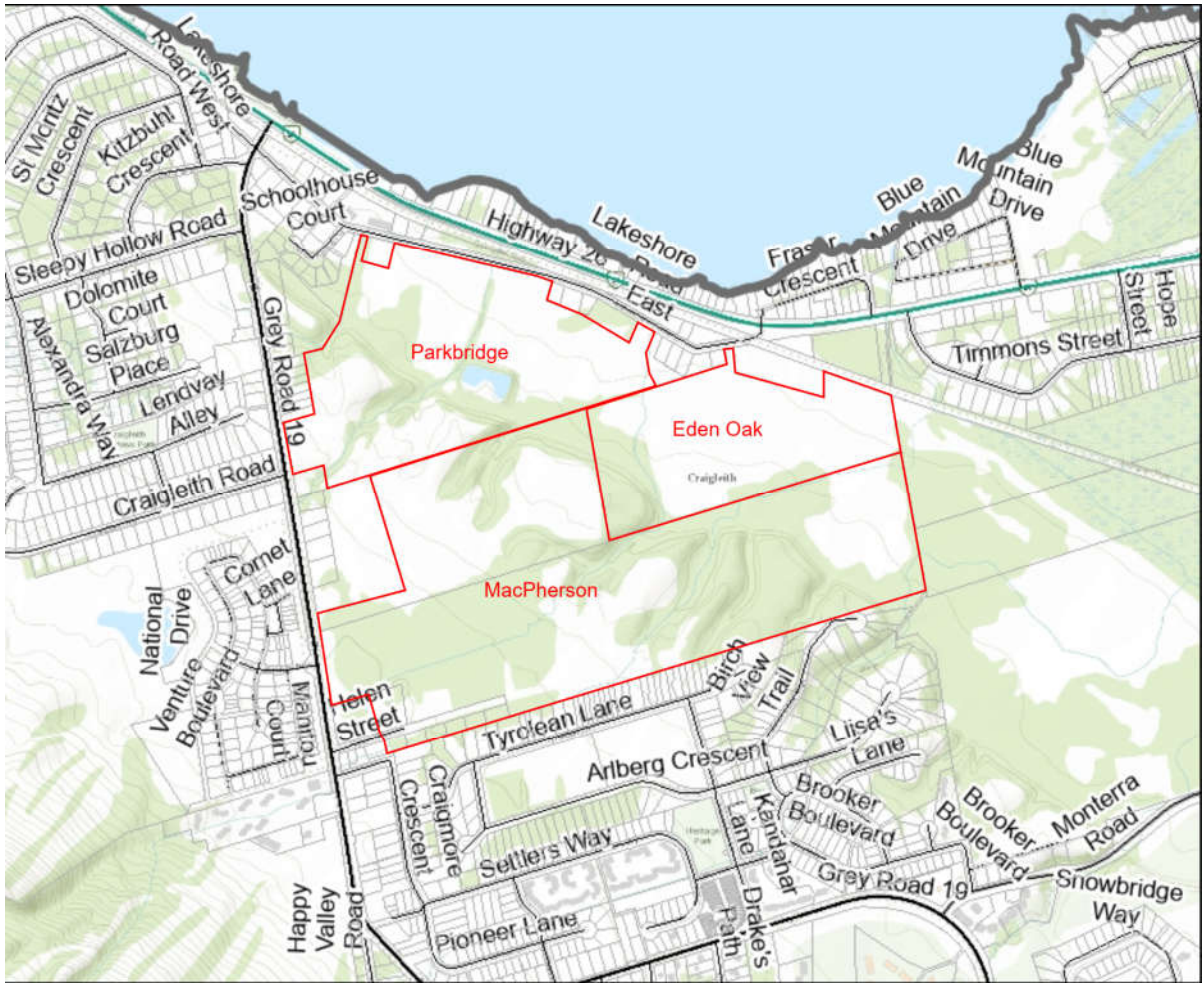 Lakeshore
Road West
St Moritz
Crescent
Kitzbuhl
Crescent
Schoolhouse
Court
Sleepy Hollow Road
Highway 26
Lakeshore
Road
East
Fraser
Crescent
Blue
Mountain
Drive
Blue
Mountain
Drive
Hope
Street
Timmons Street
Dolomite
Court
Salzburg
Place
Lendvay
Alley
Alexandra Way
Grey Road 19
Craigleith Road
Parkbridge
Eden Oak
Craigleith
MacPherson
National
Drive
Comet
Lane
Venture
Boulevard
Manitou
Court
Helen
Street
Tyrolean Lane
Birch
View
Trail
Liisa's
Lane
Arlberg Crescent
Craigmore
Crescent
Brooker
Boulevard
Brooker
Boulevard
Monterra
Road
Settlers Way
Heritage
Park
Kandahar
Lane
Grey Road 19
Snowbridge
Way
Happy
Valley
Road
Pioneer Lane
Drake's
Path